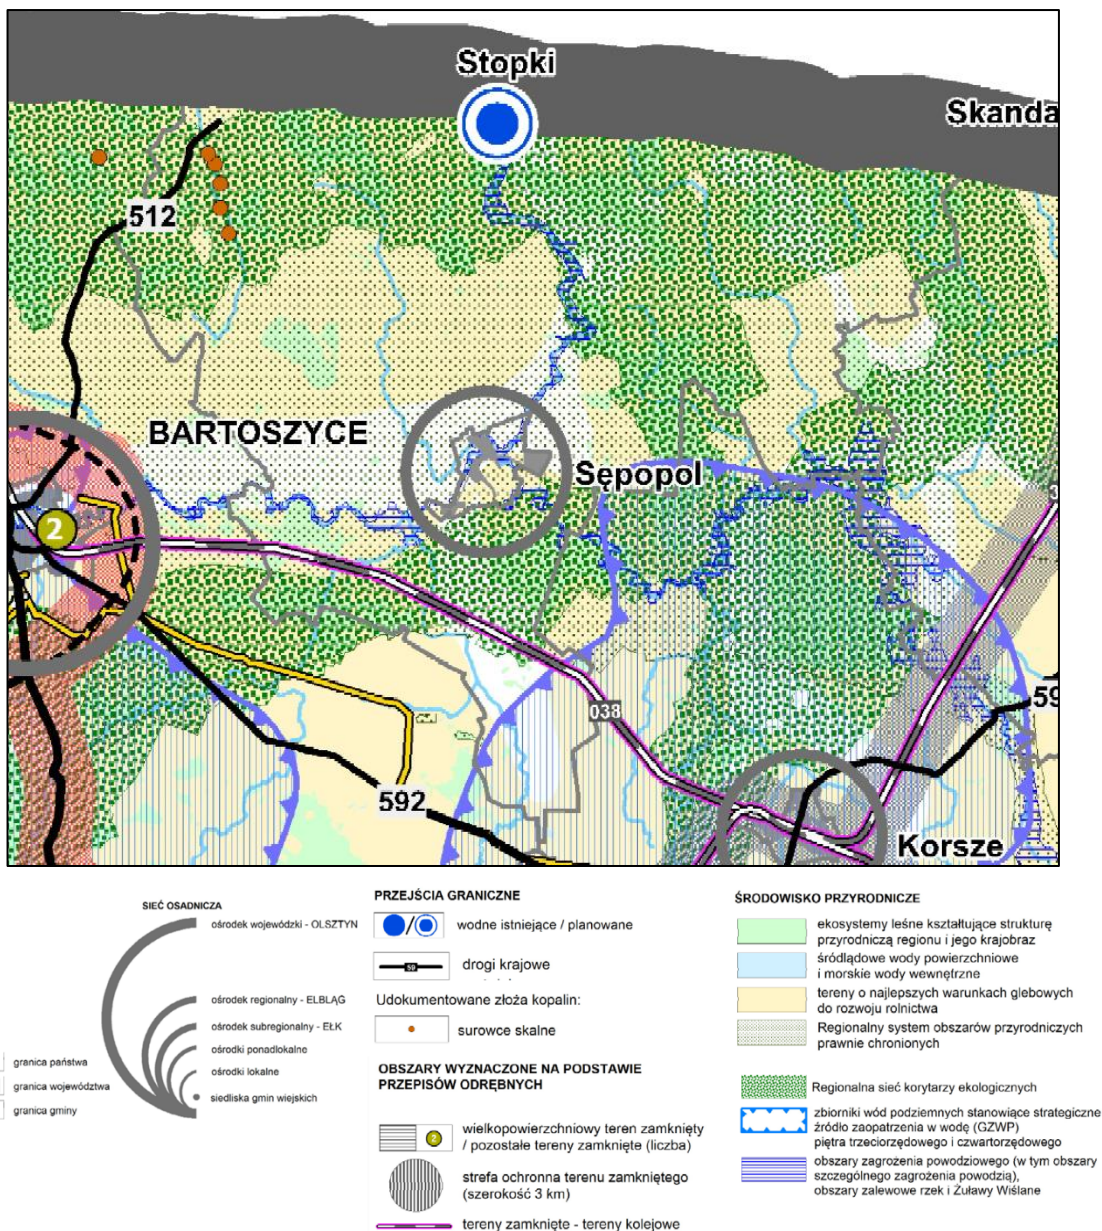 Stopki
Skanda
512
BARTOSZYCE
Sępopol
2
038
59
592
Korsze
SIEĆ OSADNICZA
ośrodek wojewódzki - OLSZTYN
ośrodek regionalny - ELBLĄG
ośrodek subregionalny - EŁK
ośrodki ponadlokalne
ośrodki lokalne
siedliska gmin wiejskich
granica państwa
granica województwa
granica gminy
PRZEJŚCIA GRANICZNE
wodne istniejące / planowane
59
drogi krajowe
Udokumentowane złoża kopalin:
surowce skalne
OBSZARY WYZNACZONE NA PODSTAWIE
PRZEPISÓW ODRĘBNYCH
2
wielkopowierzchniowy teren zamknięty
/ pozostałe tereny zamknięte (liczba)
strefa ochronna terenu zamkniętego
(szerokość 3 km)
tereny zamknięte - tereny kolejowe
ŚRODOWISKO PRZYRODNICZE
ekosystemy leśne kształtujące strukturę
przyrodniczą regionu i jego krajobraz
śródlądowe wody powierzchniowe
i morskie wody wewnętrzne
tereny o najlepszych warunkach glebowych
do rozwoju rolnictwa
Regionalny system obszarów przyrodniczych
prawnie chronionych
Regionalna sieć korytarzy ekologicznych
zbiorniki wód podziemnych stanowiące strategiczne
źródło zaopatrzenia w wodę (GZWP)
piętra trzeciorzędowego i czwartorzędowego
obszary zagrożenia powodziowego (w tym obszary
szczególnego zagrożenia powodzią),
obszary zalewowe rzek i Żuławy Wiślane